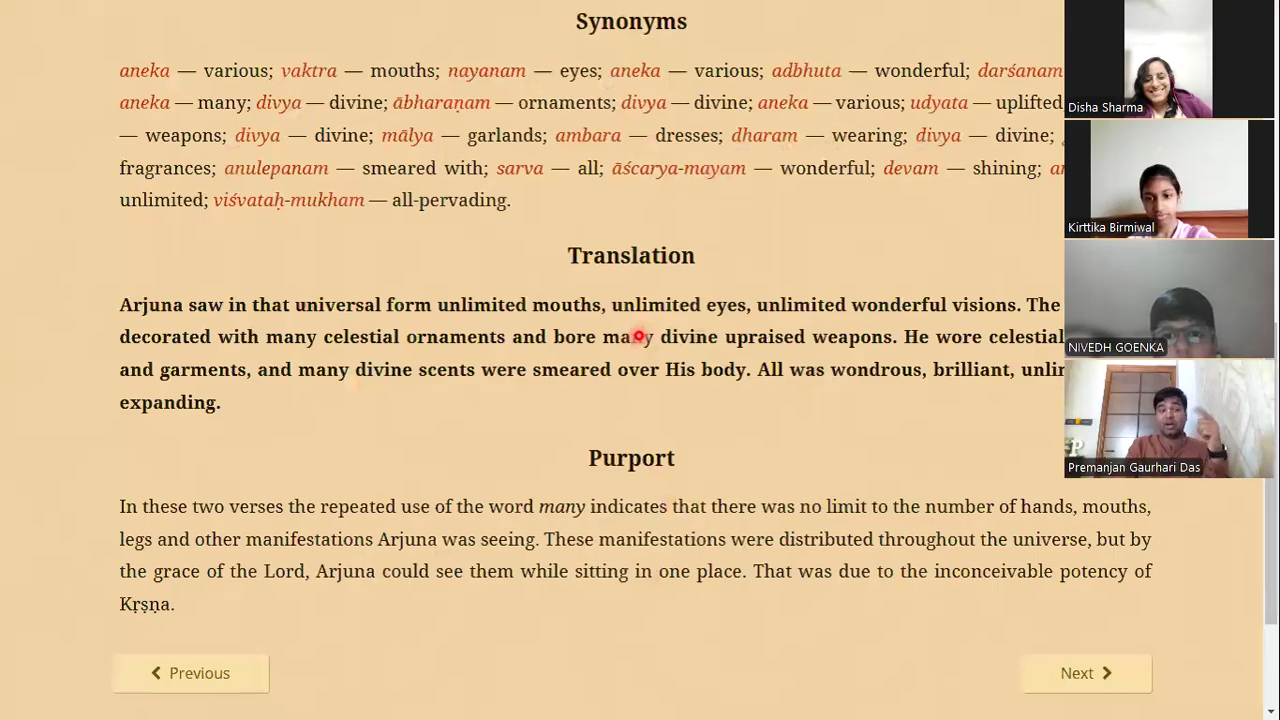 Synonyms
aneka — various; vaktra — mouths; nayanam — eyes; aneka — various; adbhuta — wonderful; darśanam
aneka — many; divya — divine; ābharaṇam — ornaments; divya — divine; aneka — various; udyata — uplifted
— weapons; divya — divine; mālya — garlands; ambara — dresses; dharam — wearing; divya — divine;
fragrances; anulepanam — smeared with; sarva — all; āścarya-mayam — wonderful; devam — shining;
unlimited; viśvataḥ-mukham — all-pervading.
Translation
Arjuna saw in that universal form unlimited mouths, unlimited eyes, unlimited wonderful visions. The
decorated with many celestial ornaments and bore many divine upraised weapons. He wore celestial
and garments, and many divine scents were smeared over His body. All was wondrous, brilliant,
expanding.
Purport
In these two verses the repeated use of the word many indicates that there was no limit to the number of hands, mouths,
legs and other manifestations Arjuna was seeing. These manifestations were distributed throughout the universe, but by
the grace of the Lord, Arjuna could see them while sitting in one place. That was due to the inconceivable potency of
Kṛṣṇa.
Previous
Next
Disha Sharma
Kirttika Birmiwal
NIVEDH GOENKA
Premanjan Gaurhari Das